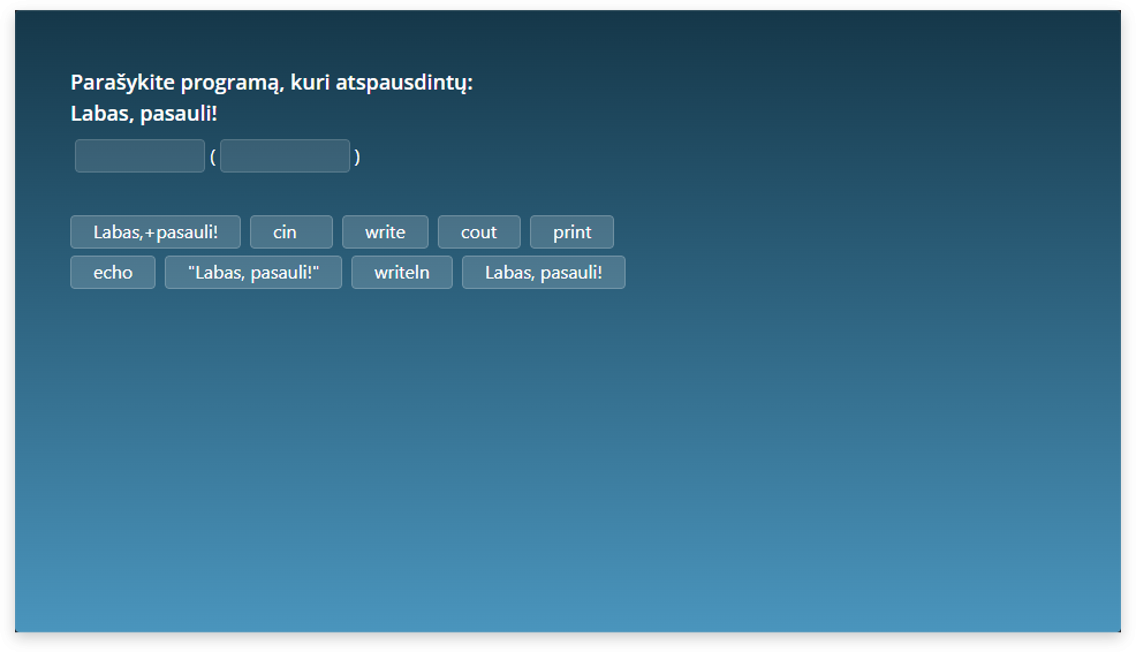 Parašykite programą, kuri atspausdintų:
Labas, pasauli!
( )
Labas,+pasauli! cin write cout print
echo "Labas, pasauli!" writeln Labas, pasauli!